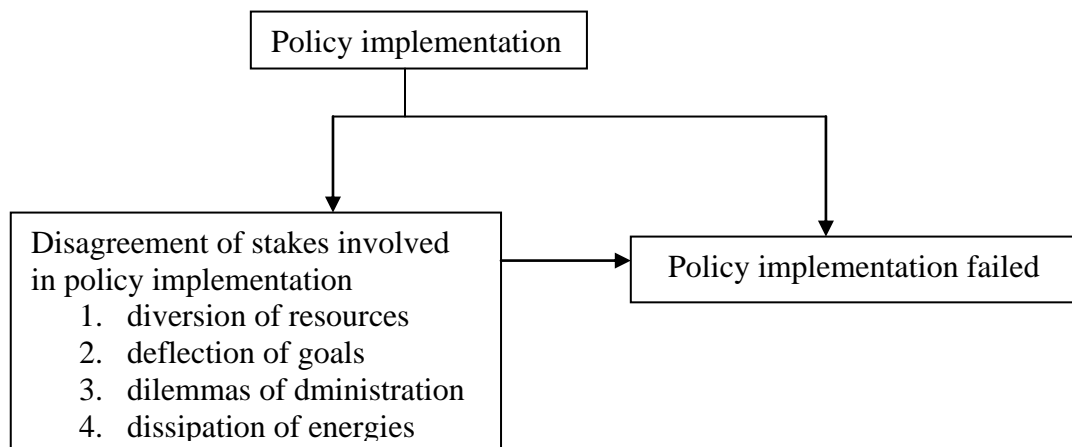 Policy implementation
Disagreement of stakes involved
in policy implementation
1. diversion of resources
2. deflection of goals
3. dilemmas of dministration
4. dissipation of energies
Policy implementation failed